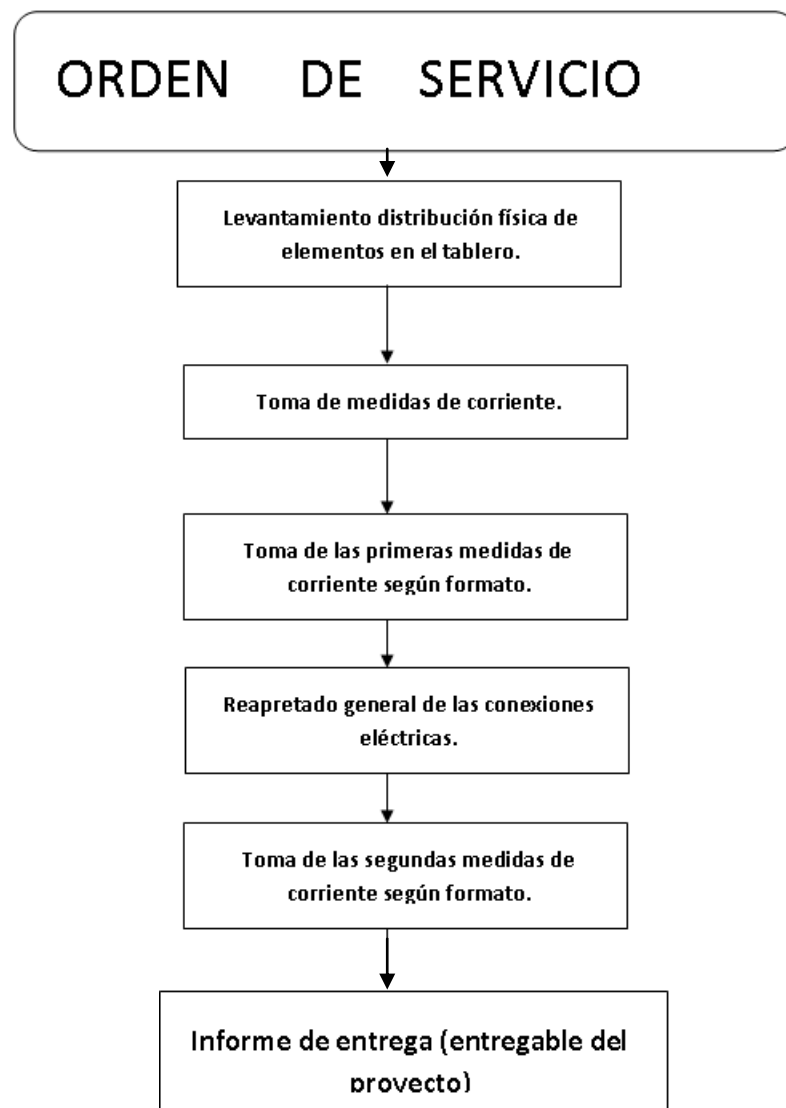 ORDEN DE SERVICIO
Levantamiento distribución física de
elementos en el tablero.
Toma de medidas de corriente.
Toma de las primeras medidas de
corriente según formato.
Reapretado general de las conexiones
eléctricas.
Toma de las segundas medidas de
corriente según formato.
Informe de entrega (entregable del
proyecto)